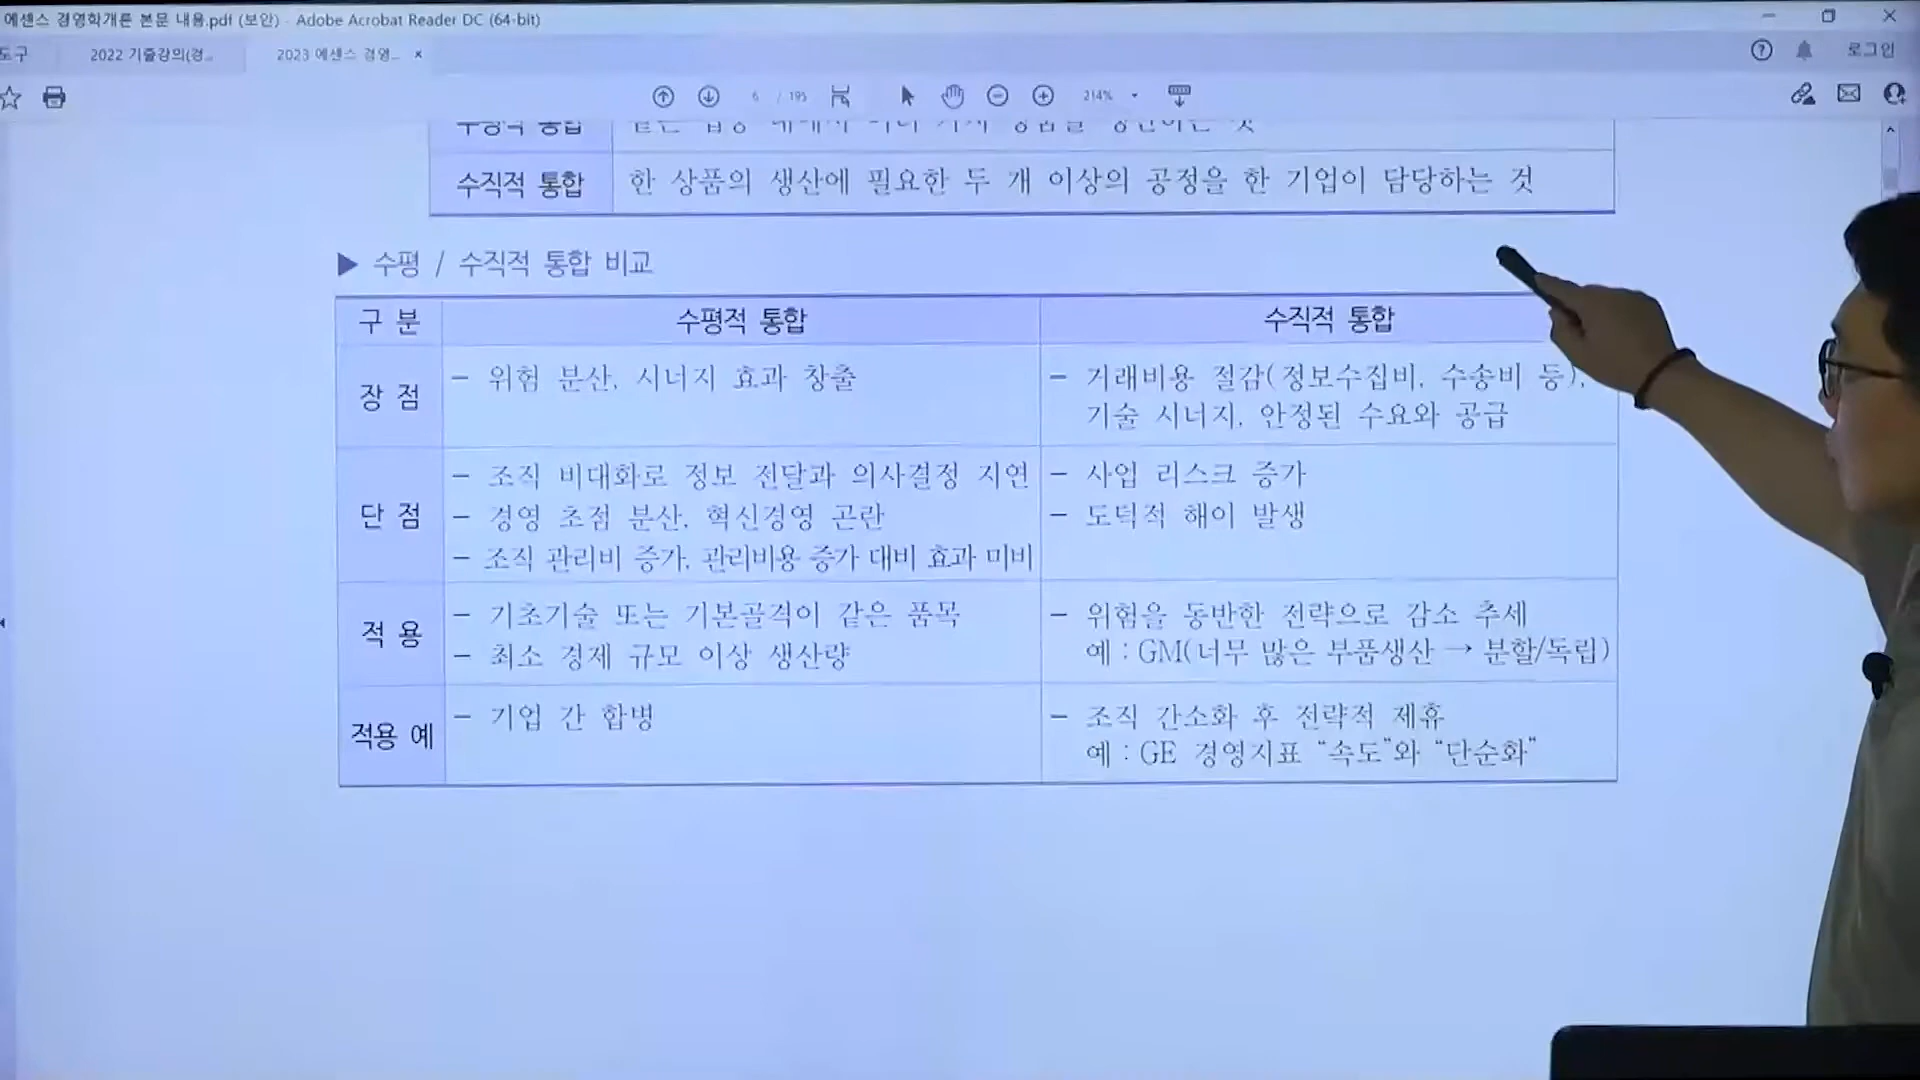 에센스 경영학개론 본문 내용.pdf (보안) - Adobe Acrobat Reader DC (64-bit)
도구 2022 기출강의(경... 2023 에센스 경영... × 로그인
6 / 195 214%
수평적 통합
수직적 통합 한 상품의 생산에 필요한 두 개 이상의 공정을 한 기업이 담당하는 것
▶ 수평 / 수직적 통합 비교
구 분 수평적 통합 수직적 통합
장 점
- 위험 분산, 시너지 효과 창출
- 거래비용 절감(정보수집비, 수송비 등),
기술 시너지, 안정된 수요와 공급
단 점
- 조직 비대화로 정보 전달과 의사결정 지연
- 경영 초점 분산, 혁신경영 곤란
- 조직 관리비 증가, 관리비용 증가 대비 효과 미비
- 사업 리스크 증가
- 도덕적 해이 발생
적 용
- 기초기술 또는 기본골격이 같은 품목
- 최소 경제 규모 이상 생산량
- 위험을 동반한 전략으로 감소 추세
예 : GM(너무 많은 부품생산 → 분할/독립)
적용 예
- 기업 간 합병
- 조직 간소화 후 전략적 제휴
예 : GE 경영지표 “속도”와 “단순화”